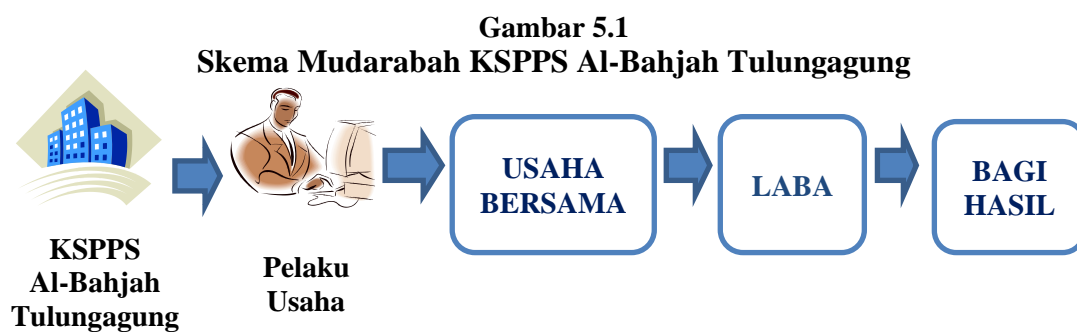 Gambar 5.1
Skema Mudarabah KSPPS Al-Bahjah Tulungagung
KSPPS
Al-Bahjah
Tulungagung
Pelaku
Usaha
USAHA
BERSAMA
LABA
BAGI
HASIL